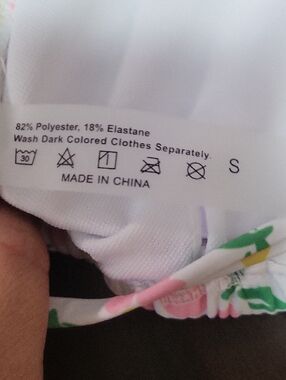 82% Polyester, 18% Elastane
Wash Dark Colored Clothes Separately
30 S
MADE IN CHINA